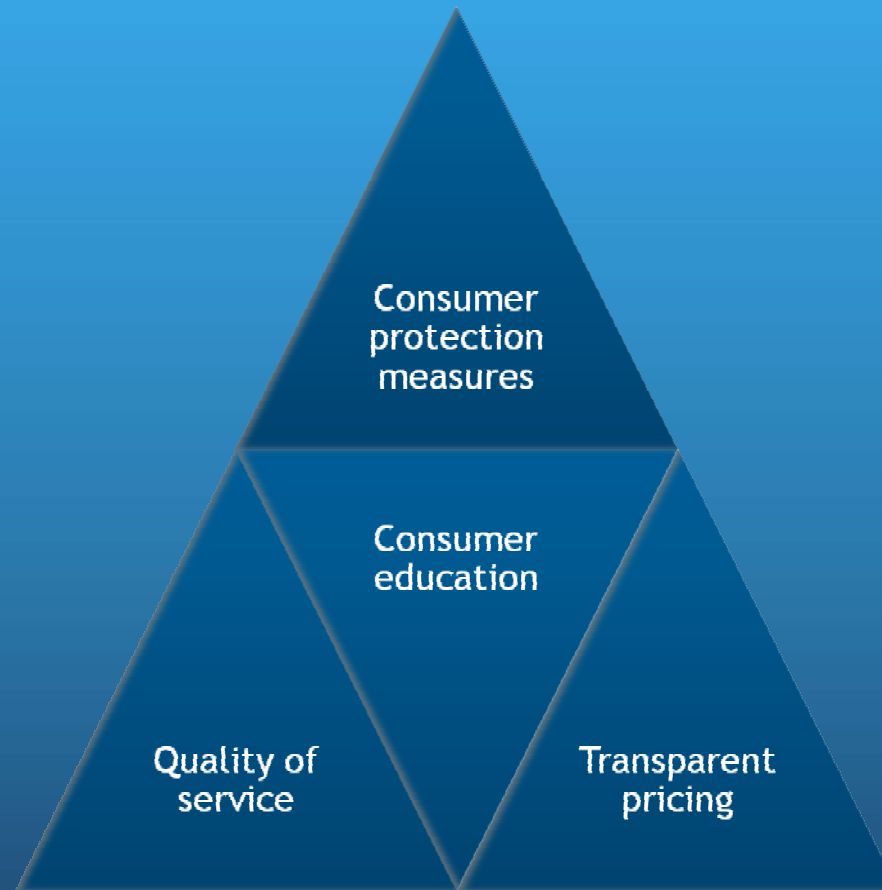 Consumer
protection
measures
Consumer
education
Quality of
service
Transparent
pricing